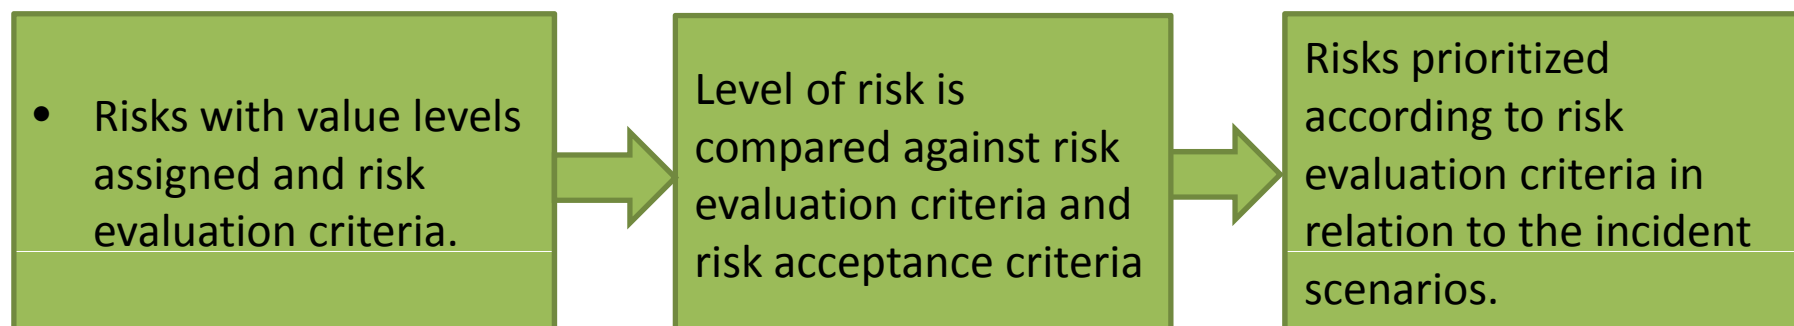 • Risks with value levels
assigned and risk
evaluation criteria.
Level of risk is
compared against risk
evaluation criteria and
risk acceptance criteria
Risks prioritized
according to risk
evaluation criteria in
relation to the incident
scenarios.